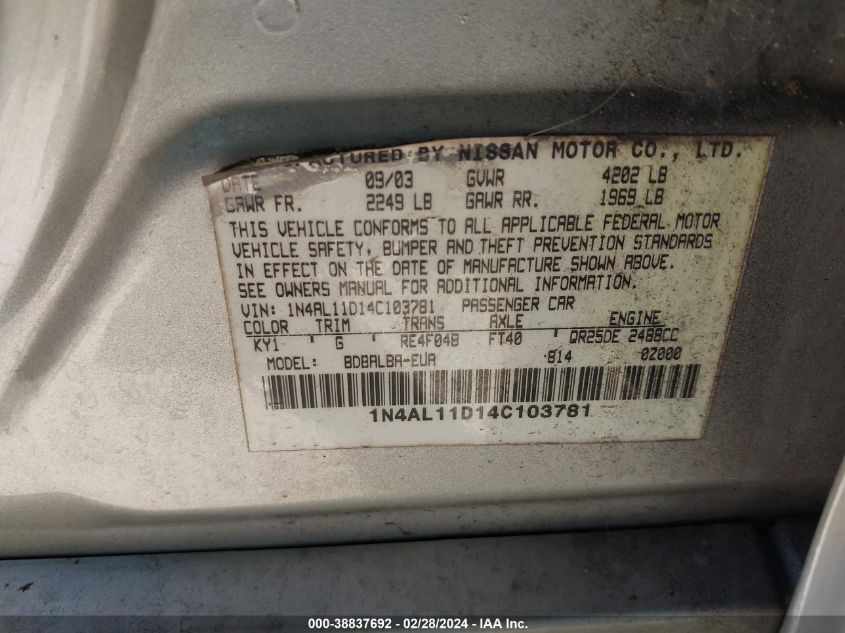 BY NISSAN MOTOR CO., LTD.
DATE 09/03 GVWR 4202 LB
GAWR FR. 2249 LB GAWR RR. 1969 LB
THIS VEHICLE CONFORMS TO ALL APPLICABLE FEDERAL MOTOR
VEHICLE SAFETY, BUMPER AND THEFT PREVENTION STANDARDS
IN EFFECT ON THE DATE OF MANUFACTURE SHOWN ABOVE.
SEE OWNERS MANUAL FOR ADDITIONAL INFORMATION.
VIN: 1N4AL11D14C103781 PASSENGER CAR
COLOR TRIM TRANS AXLE ENGINE
KY1 G RE4F04B FT40 QR25DE 2488CC
MODEL: BDBALBA-EUA 814 0Z000
1N4AL11D14C103781
000-38837692 - 02/28/2024 - IAA Inc.